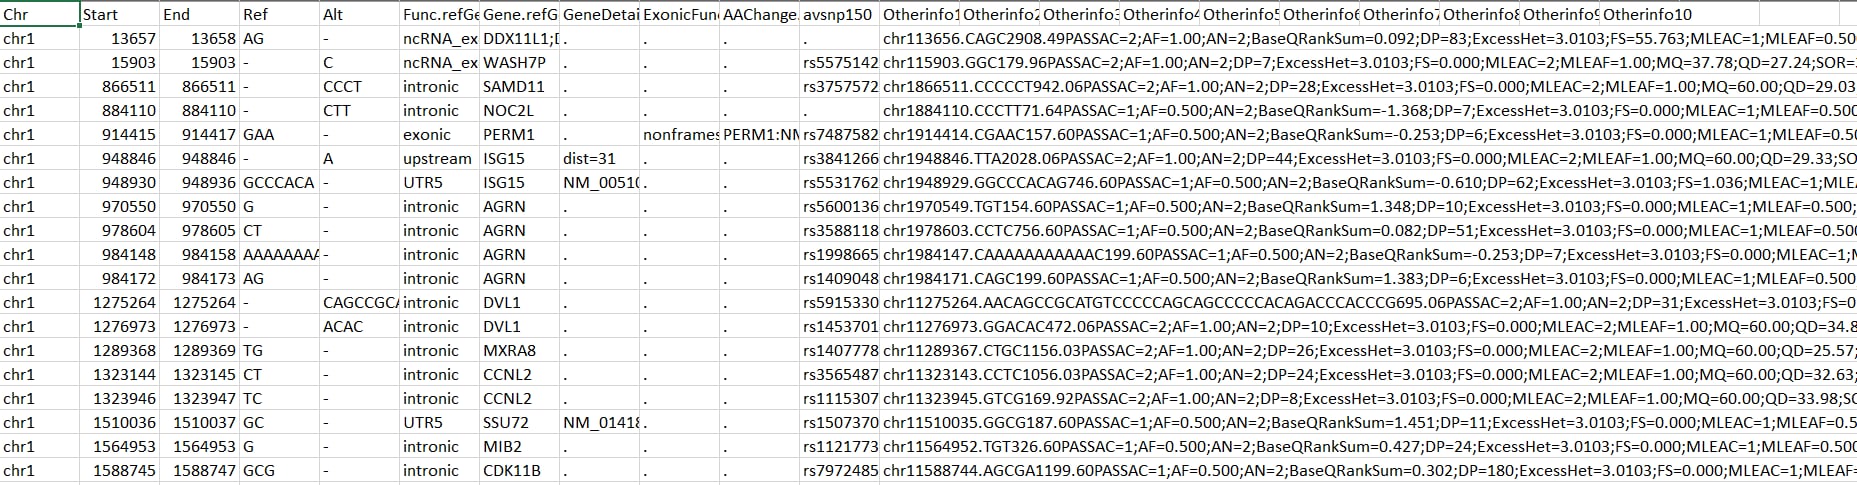 Chr Start End Ref Alt Func.refGe Gene.refG GeneDetai ExonicFunc AAChange. avsnp150 Otherinfo1 Otherinfo2 Otherinfo3 Otherinfo4 Otherinfo5 Otherinfo6 Otherinfo7 Otherinfo8 Otherinfo9 Otherinfo10
chr1 13657 13658 AG - ncRNA_ex DDX11L1;D . . . . chr113656.CAGC2908.49PASSAC=2;AF=1.00;AN=2;BaseQRankSum=0.092;DP=83;ExcessHet=3.0103;FS=55.763;MLEAC=1;MLEAF=0.50
chr1 15903 15903 - C ncRNA_ex WASH7P . . . rs5575142 chr115903.GGC179.96PASSAC=2;AF=1.00;AN=2;DP=7;ExcessHet=3.0103;FS=0.000;MLEAC=2;MLEAF=1.00;MQ=37.78;QD=27.24;SOR=
chr1 866511 866511 - CCCT intronic SAMD11 . . . rs3757572 chr1866511.CCCCCT942.06PASSAC=2;AF=1.00;AN=2;DP=28;ExcessHet=3.0103;FS=0.000;MLEAC=2;MLEAF=1.00;MQ=60.00;QD=29.03
chr1 884110 884110 - CTT intronic NOC2L . . . . chr1884110.CCCTT71.64PASSAC=1;AF=0.500;AN=2;BaseQRankSum=-1.368;DP=7;ExcessHet=3.0103;FS=0.000;MLEAC=1;MLEAF=0.500
chr1 914415 914417 GAA - exonic PERM1 . nonframes PERM1:NM rs7487582 chr1914414.CGAAC157.60PASSAC=1;AF=0.500;AN=2;BaseQRankSum=-0.253;DP=6;ExcessHet=3.0103;FS=0.000;MLEAC=1;MLEAF=0.50
chr1 948846 948846 - A upstream ISG15 dist=31 . . rs3841266 chr1948846.TTA2028.06PASSAC=2;AF=1.00;AN=2;DP=44;ExcessHet=3.0103;FS=0.000;MLEAC=2;MLEAF=1.00;MQ=60.00;QD=29.33;SO
chr1 948930 948936 GCCCACA - UTR5 ISG15 NM_00510 . . rs5531762 chr1948929.GGCCCACAG746.60PASSAC=1;AF=0.500;AN=2;BaseQRankSum=-0.610;DP=62;ExcessHet=3.0103;FS=1.036;MLEAC=1;MLE
chr1 970550 970550 G - intronic AGRN . . . rs5600136 chr1970549.TGT154.60PASSAC=1;AF=0.500;AN=2;BaseQRankSum=1.348;DP=10;ExcessHet=3.0103;FS=0.000;MLEAC=1;MLEAF=0.500;
chr1 978604 978605 CT - intronic AGRN . . . rs3588118 chr1978603.CCTC756.60PASSAC=1;AF=0.500;AN=2;BaseQRankSum=0.082;DP=51;ExcessHet=3.0103;FS=0.000;MLEAC=1;MLEAF=0.500
chr1 984148 984158 AAAAAAAA - intronic AGRN . . . rs1998665 chr1984147.CAAAAAAAAAAAC199.60PASSAC=1;AF=0.500;AN=2;BaseQRankSum=-0.253;DP=7;ExcessHet=3.0103;FS=0.000;MLEAC=1;
chr1 984172 984173 AG - intronic AGRN . . . rs1409048 chr1984171.CAGC199.60PASSAC=1;AF=0.500;AN=2;BaseQRankSum=1.383;DP=6;ExcessHet=3.0103;FS=0.000;MLEAC=1;MLEAF=0.500
chr1 1275264 1275264 - CAGCCGCA intronic DVL1 . . . rs5915330 chr11275264.AACAGCCGCATGTCCCCCAGCAGCCCCCACAGACCCACCCG695.06PASSAC=2;AF=1.00;AN=2;DP=31;ExcessHet=3.0103;FS=0
chr1 1276973 1276973 - ACAC intronic DVL1 . . . rs1453701 chr11276973.GGACAC472.06PASSAC=2;AF=1.00;AN=2;DP=10;ExcessHet=3.0103;FS=0.000;MLEAC=2;MLEAF=1.00;MQ=60.00;QD=34.8
chr1 1289368 1289369 TG - intronic MXRA8 . . . rs1407778 chr11289367.CTGC1156.03PASSAC=2;AF=1.00;AN=2;DP=26;ExcessHet=3.0103;FS=0.000;MLEAC=2;MLEAF=1.00;MQ=60.00;QD=25.57;
chr1 1323144 1323145 CT - intronic CCNL2 . . . rs3565487 chr11323143.CCTC1056.03PASSAC=2;AF=1.00;AN=2;DP=24;ExcessHet=3.0103;FS=0.000;MLEAC=2;MLEAF=1.00;MQ=60.00;QD=32.63;
chr1 1323946 1323947 TC - intronic CCNL2 . . . rs1115307 chr11323945.GTCG169.92PASSAC=2;AF=1.00;AN=2;DP=8;ExcessHet=3.0103;FS=0.000;MLEAC=2;MLEAF=1.00;MQ=60.00;QD=33.98;SO
chr1 1510036 1510037 GC - UTR5 SSU72 NM_01418 . . rs1507370 chr11510035.GGCG187.60PASSAC=1;AF=0.500;AN=2;BaseQRankSum=1.451;DP=11;ExcessHet=3.0103;FS=0.000;MLEAC=1;MLEAF=0.5
chr1 1564953 1564953 G - intronic MIB2 . . . rs1121773 chr11564952.TGT326.60PASSAC=1;AF=0.500;AN=2;BaseQRankSum=0.427;DP=24;ExcessHet=3.0103;FS=0.000;MLEAC=1;MLEAF=0.500
chr1 1588745 1588747 GCG - intronic CDK11B . . . rs7972485 chr11588744.AGCGA1199.60PASSAC=1;AF=0.500;AN=2;BaseQRankSum=0.302;DP=180;ExcessHet=3.0103;FS=0.000;MLEAC=1;MLEAF=